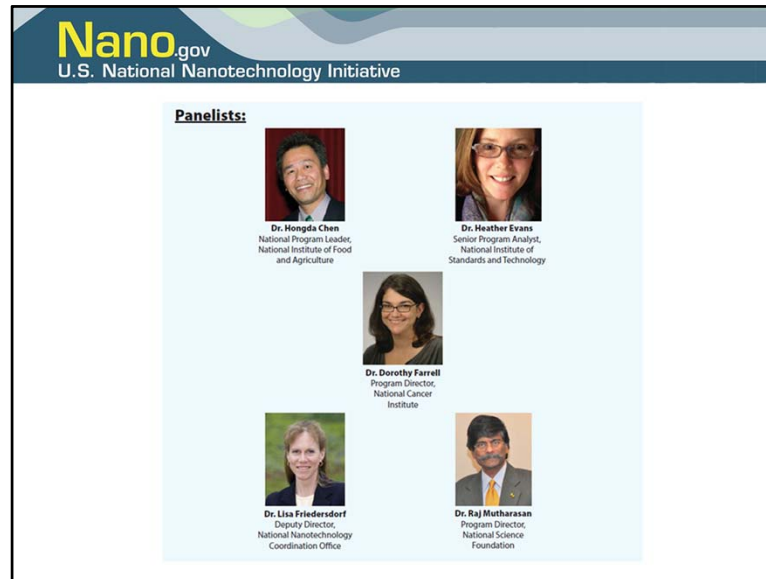 Nano.gov
U.S. National Nanotechnology Initiative
Panelists:
Dr. Hongda Chen
National Program Leader,
National Institute of Food
and Agriculture
Dr. Heather Evans
Senior Program Analyst,
National Institute of
Standards and Technology
Dr. Dorothy Farrell
Program Director,
National Cancer
Institute
Dr. Lisa Friedersdorf
Deputy Director,
National Nanotechnology
Coordination Office
Dr. Raj Mutharasan
Program Director,
National Science
Foundation